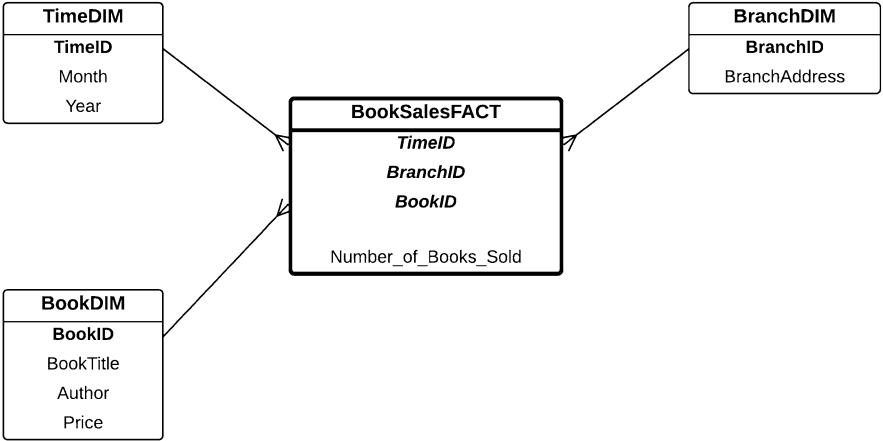 TimeDIM
TimeID
Month
Year
BranchDIM
BranchID
BranchAddress
BookSalesFACT
TimeID
BranchID
BookID
Number_of_Books_Sold
BookDIM
BookID
BookTitle
Author
Price